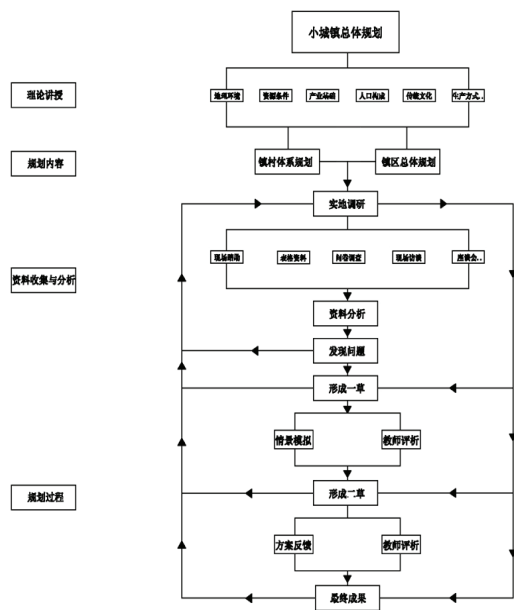 小城镇总体规划
理论讲授
地理环境
资源条件
产业基础
人口构成
传统文化
生产方式..
规划内容
镇村体系规划
镇区总体规划
实地调研
现场踏勘
表格资料
问卷调查
现场访谈
座谈会..
资料收集与分析
资料分析
发现问题
形成一草
情景模拟
教师评析
规划过程
形成二草
方案反馈
教师评析
最终成果